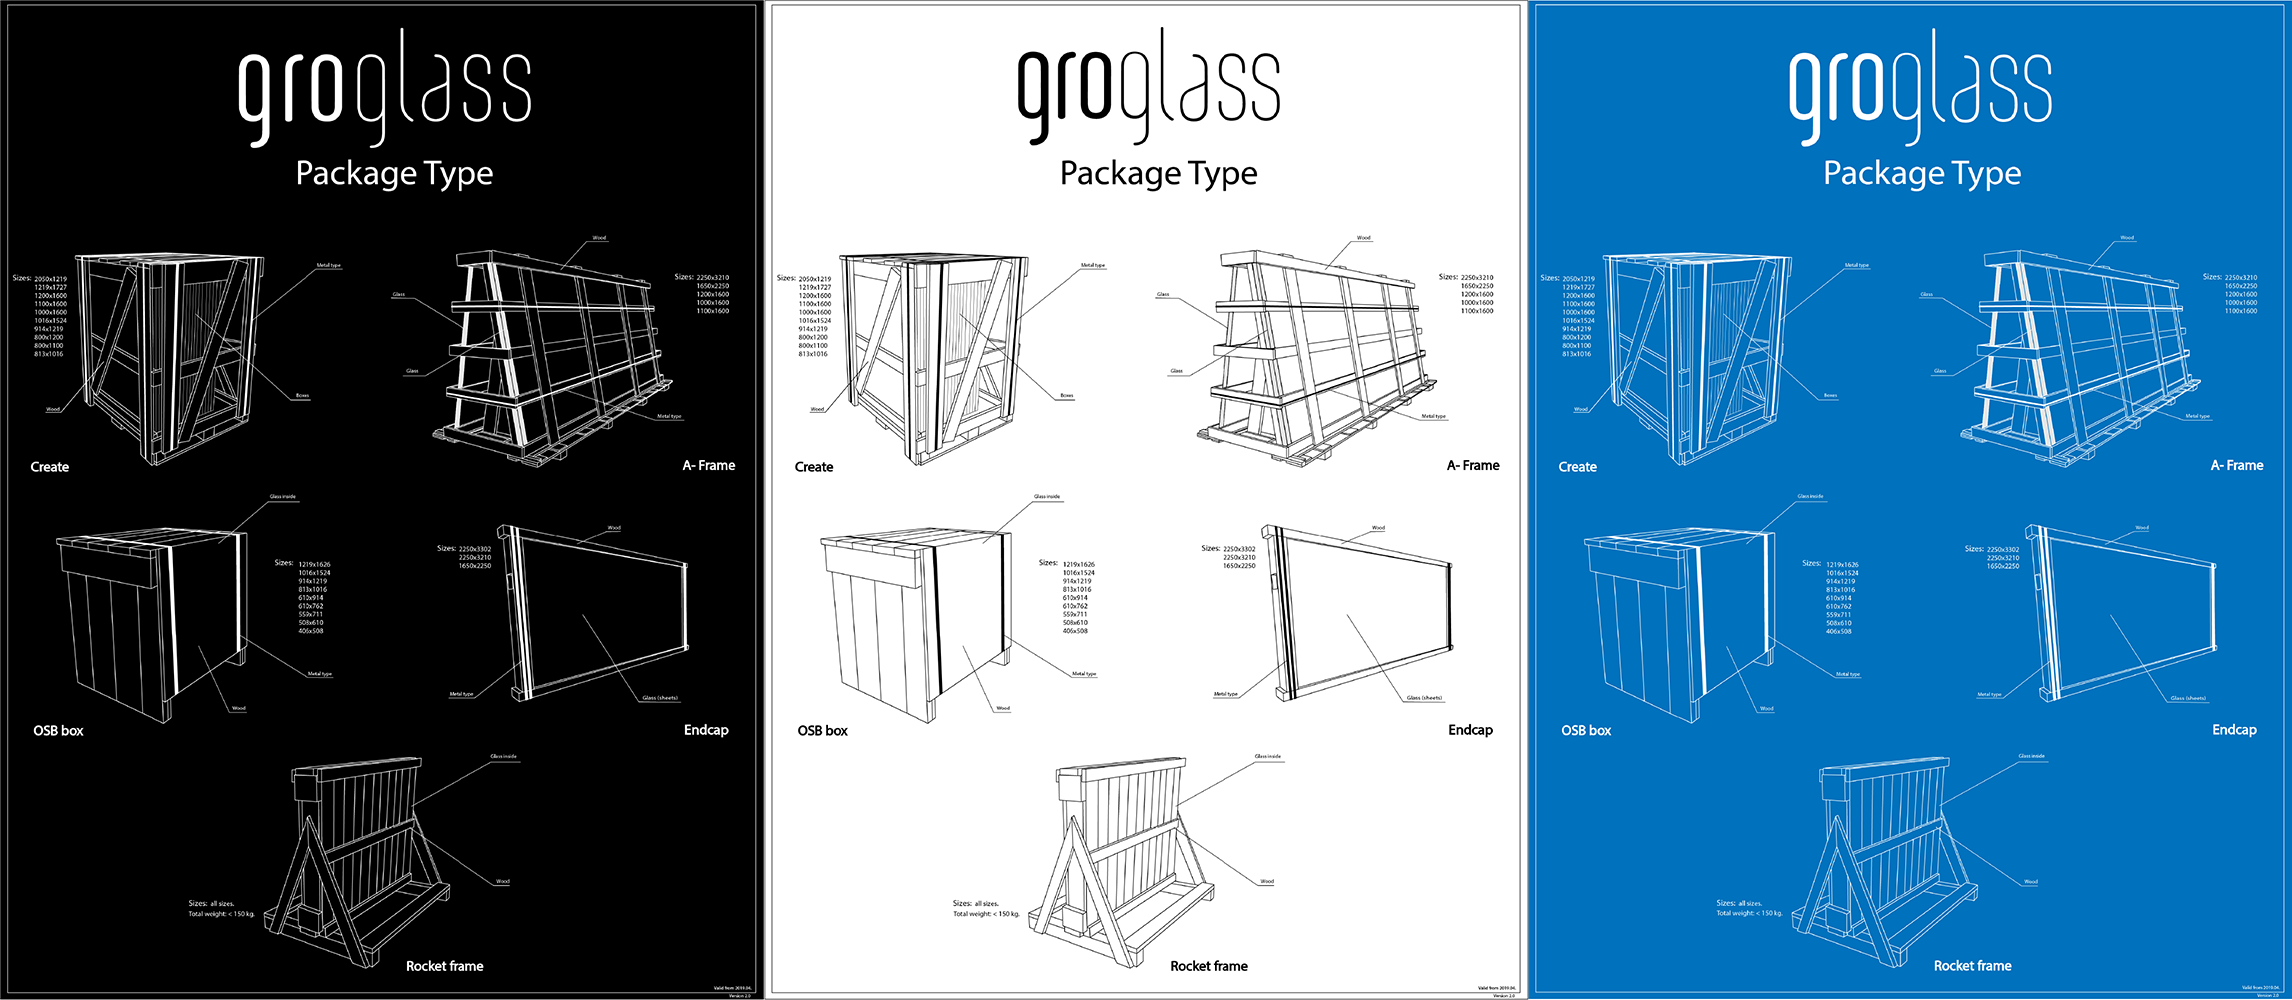 groglass
Package Type
Wood
Metal type
Sizes: 2050x1219
1219x1727
1200x1600
1100x1600
1000x1600
1016x1524
914x1219
800x1200
800x1100
813x1016
Sizes: 2250x3210
1650x2250
1200x1600
1000x1600
1100x1600
Glass
Glass
Boxes
Wood
Metal type
Create
A- Frame
Glass inside
Wood
Sizes: 2250x3302
2250x3210
1650x2250
Sizes: 1219x1626
1016x1524
914x1219
813x1016
610x914
610x762
559x711
508x610
406x508
Metal type
Metal type
Glass (sheets)
Wood
OSB box
Endcap
Glass inside
Wood
Sizes: all sizes.
Total weight: < 150 kg.
Rocket frame
Valid from 2019.04.
Version 2.0
groglass
Package Type
Wood
Metal type
Sizes: 2050x1219
1219x1727
1200x1600
1100x1600
1000x1600
1016x1524
914x1219
800x1200
800x1100
813x1016
Sizes: 2250x3210
1650x2250
1200x1600
1000x1600
1100x1600
Glass
Glass
Boxes
Wood
Metal type
Create
A- Frame
Glass inside
Wood
Sizes: 2250x3302
2250x3210
1650x2250
Sizes: 1219x1626
1016x1524
914x1219
813x1016
610x914
610x762
559x711
508x610
406x508
Metal type
Metal type
Glass (sheets)
Wood
OSB box
Endcap
Glass inside
Wood
Sizes: all sizes.
Total weight: < 150 kg.
Rocket frame
Valid from 2019.04.
Version 2.0
groglass
Package Type
Wood
Metal type
Sizes: 2050x1219
1219x1727
1200x1600
1100x1600
1000x1600
1016x1524
914x1219
800x1200
800x1100
813x1016
Sizes: 2250x3210
1650x2250
1200x1600
1000x1600
1100x1600
Glass
Glass
Boxes
Wood
Metal type
Create
A- Frame
Glass inside
Wood
Sizes: 2250x3302
2250x3210
1650x2250
Sizes: 1219x1626
1016x1524
914x1219
813x1016
610x914
610x762
559x711
508x610
406x508
Metal type
Metal type
Glass (sheets)
Wood
OSB box
Endcap
Glass inside
Wood
Sizes: all sizes.
Total weight: < 150 kg.
Rocket frame
Valid from 2019.04.
Version 2.0